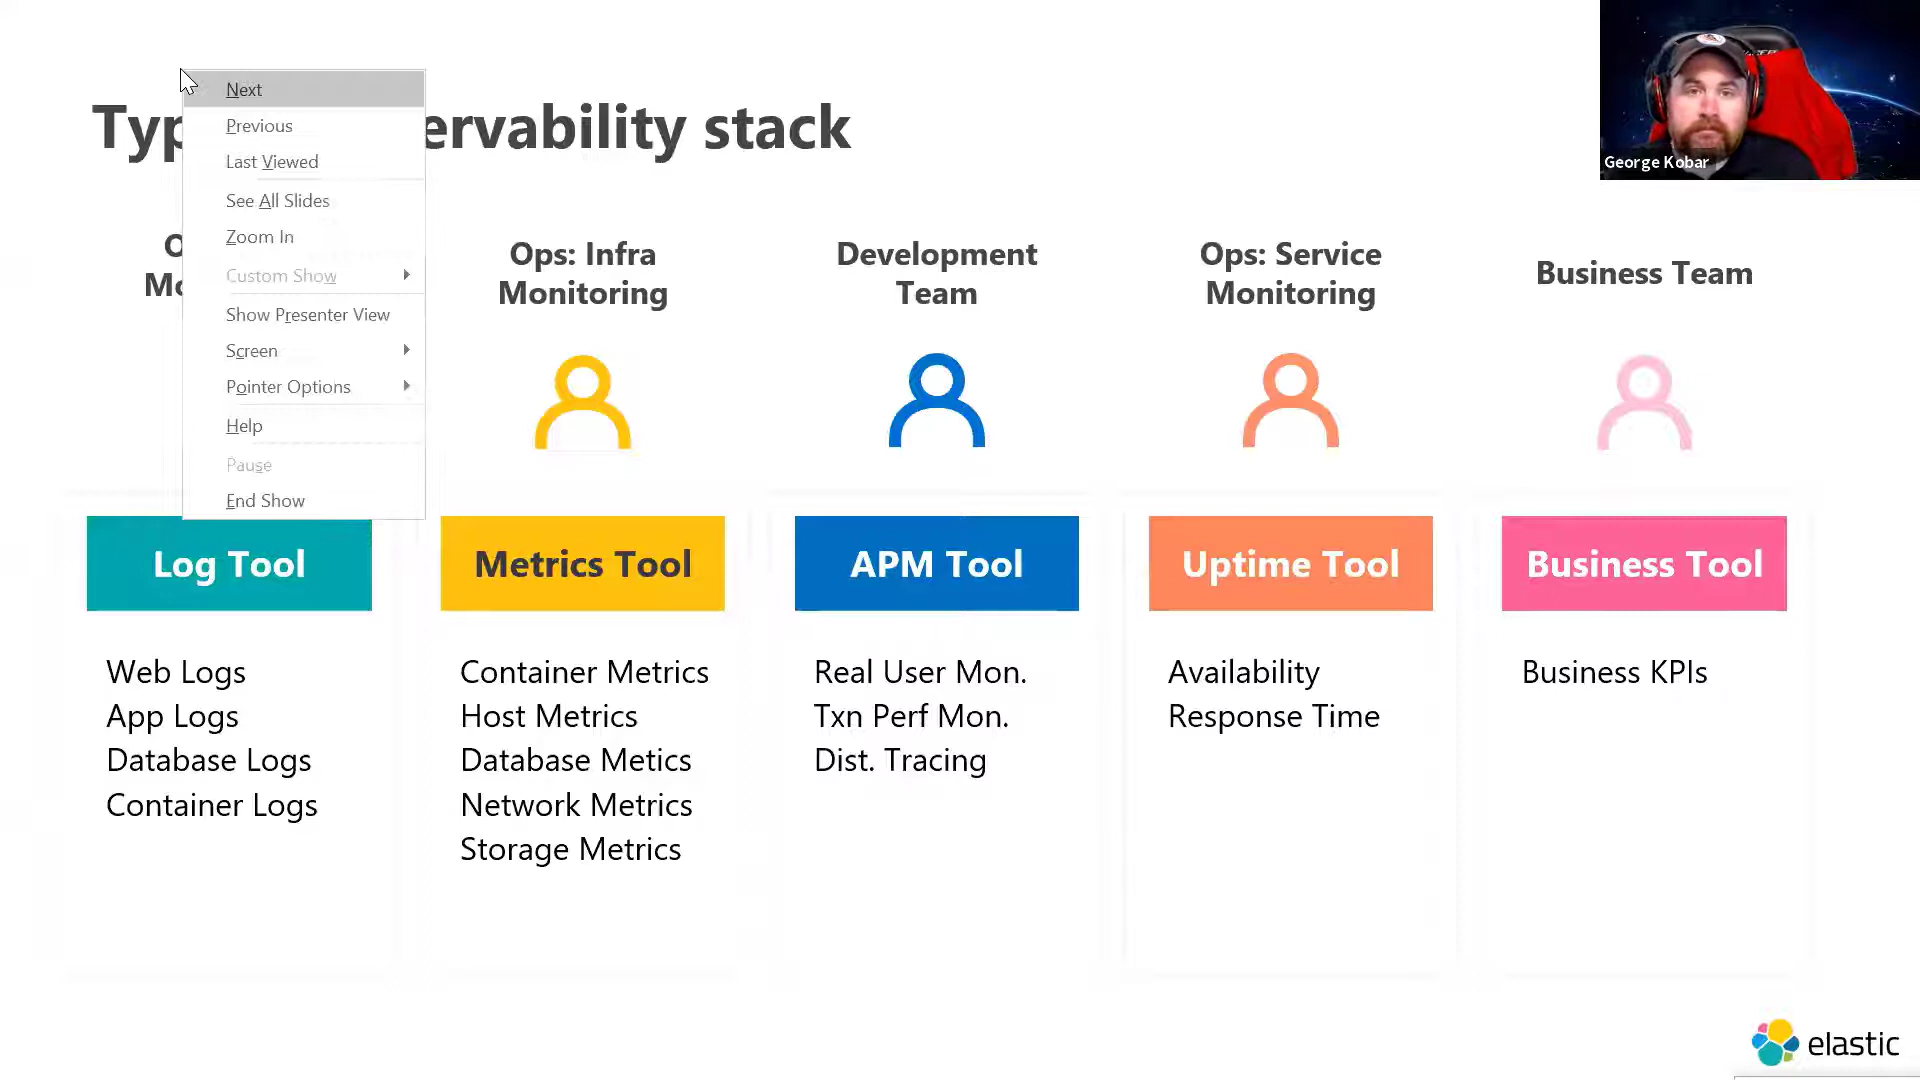 Next
Previous
Last Viewed
See All Slides
Zoom In
Custom Show
Show Presenter View
Screen
Pointer Options
Help
Pause
End Show
ervability stack
George Kobar
Ops: Infra
Monitoring
Development
Team
Ops: Service
Monitoring
Business Team
Log Tool
Metrics Tool
APM Tool
Uptime Tool
Business Tool
Web Logs
App Logs
Database Logs
Container Logs
Container Metrics
Host Metrics
Database Metics
Network Metrics
Storage Metrics
Real User Mon.
Txn Perf Mon.
Dist. Tracing
Availability
Response Time
Business KPIs
elastic